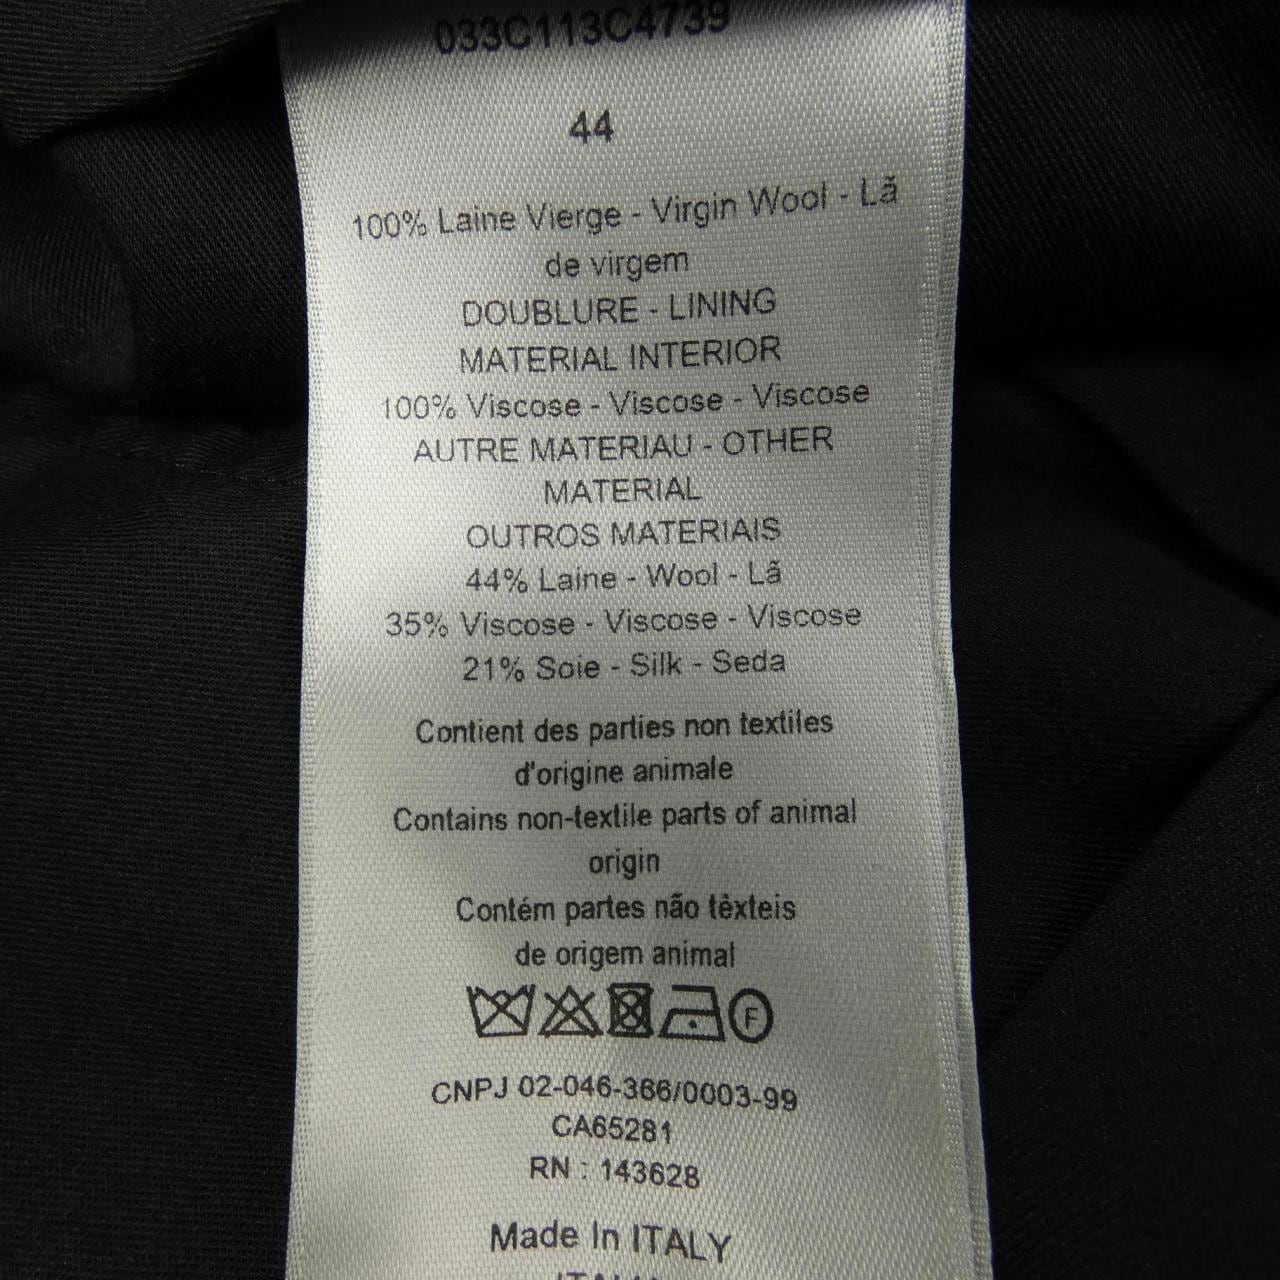 033C113C4739
44
100% Laine Vierge - Virgin Wool - Lã
de virgem
DOUBLURE - LINING
MATERIAL INTERIOR
100% Viscose - Viscose - Viscose
AUTRE MATERIAU - OTHER
MATERIAL
OUTROS MATERIAIS
44% Laine - Wool - Lã
35% Viscose - Viscose - Viscose
21% Soie - Silk - Seda
Contient des parties non textiles
d'origine animale
Contains non-textile parts of animal
origin
Contém partes não têxteis
de origem animal
F
CNPJ 02-046-366/0003-99
CA65281
RN : 143628
Made In ITALY